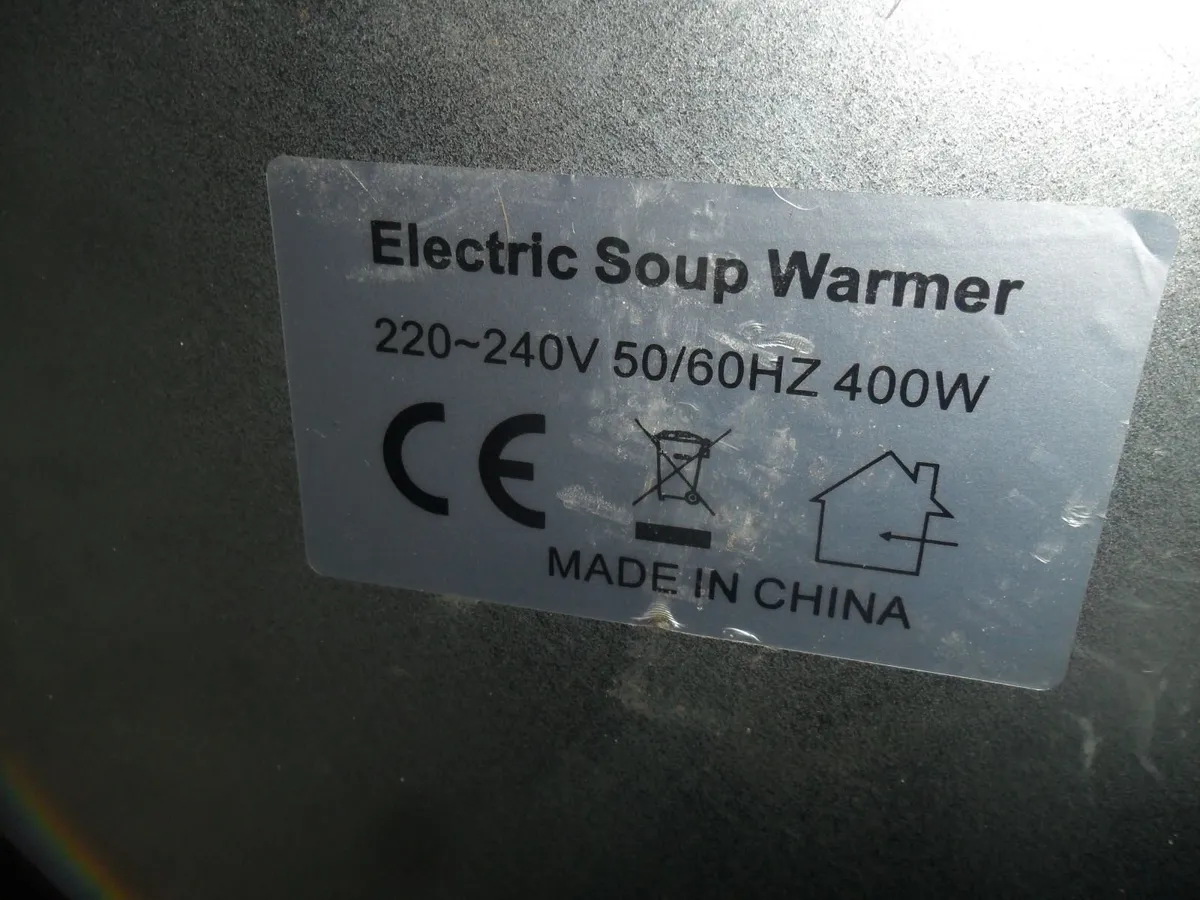 Electric Soup Warmer
220~240V 50/60HZ 400W
CE
MADE IN CHINA